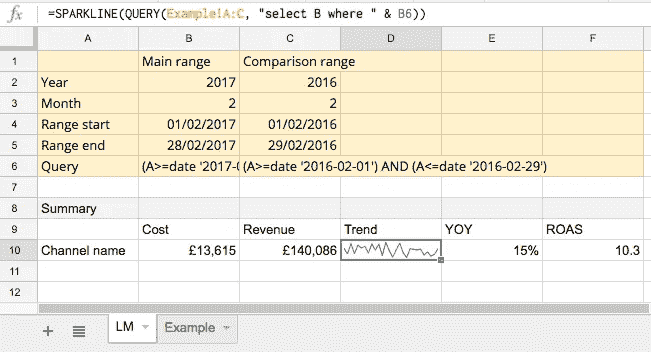 fx =SPARKLINE(QUERY(Example!A:C, "select B where " & B6))
A B C D E F
1 Main range Comparison range
2 Year 2017 2016
3 Month 2 2
4 Range start 01/02/2017 01/02/2016
5 Range end 28/02/2017 29/02/2016
6 Query (A>=date '2017-( (A>=date '2016-02-01') AND (A<=date '2016-02-29')
7
8 Summary
9 Cost Revenue Trend YOY ROAS
10 Channel name £13,615 £140,086 15% 10.3
11
12
+ LM Example